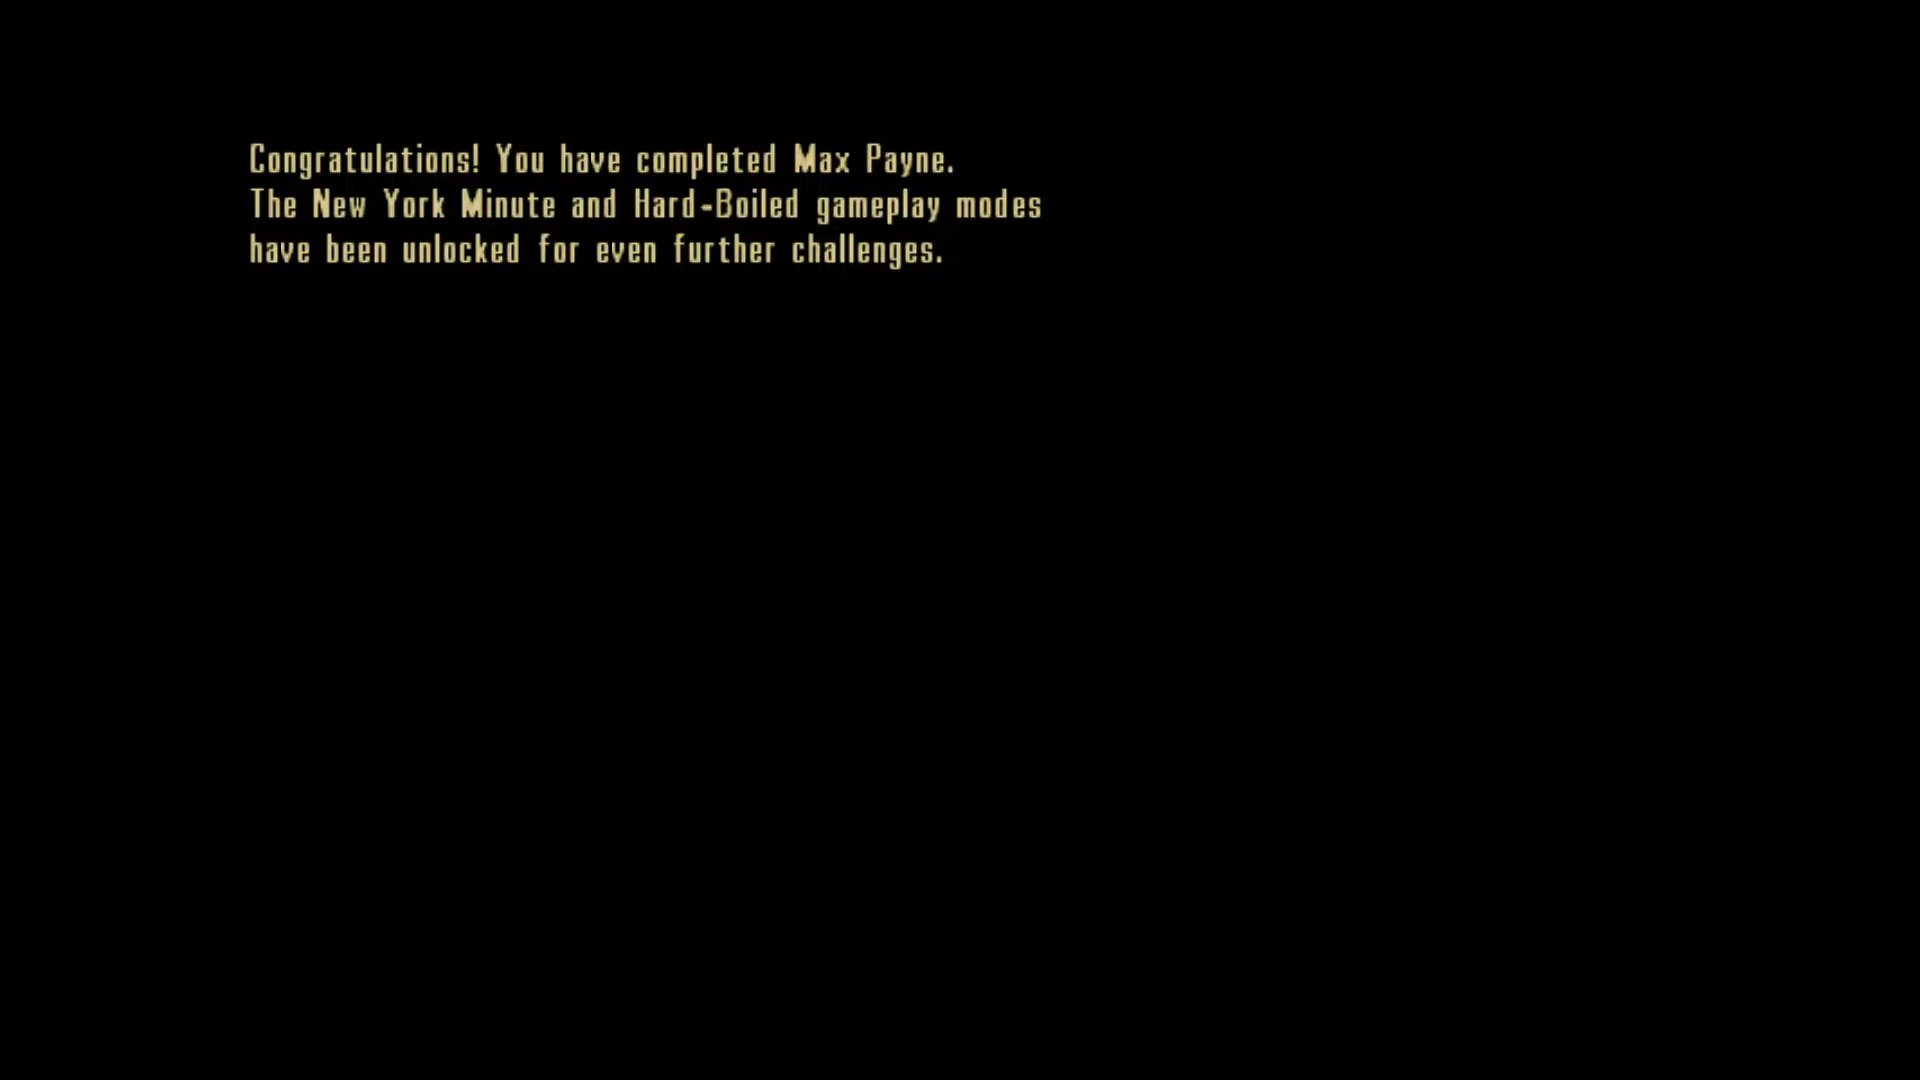 Congratulations! You have completed Max Payne.
The New York Minute and Hard-Boiled gameplay modes
have been unlocked for even further challenges.